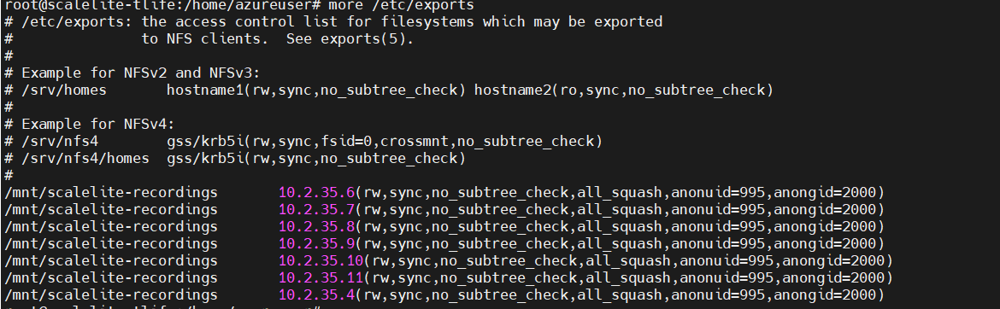 root@scalelite-tlife:/home/azureuser# more /etc/exports
# /etc/exports: the access control list for filesystems which may be exported
#               to NFS clients.  See exports(5).
#
# Example for NFSv2 and NFSv3:
# /srv/homes       hostname1(rw,sync,no_subtree_check) hostname2(ro,sync,no_subtree_check)
#
# Example for NFSv4:
# /srv/nfs4        gss/krb5i(rw,sync,fsid=0,crossmnt,no_subtree_check)
# /srv/nfs4/homes  gss/krb5i(rw,sync,no_subtree_check)
#
/mnt/scalelite-recordings       10.2.35.6(rw,sync,no_subtree_check,all_squash,anonuid=995,anongid=2000)
/mnt/scalelite-recordings       10.2.35.7(rw,sync,no_subtree_check,all_squash,anonuid=995,anongid=2000)
/mnt/scalelite-recordings       10.2.35.8(rw,sync,no_subtree_check,all_squash,anonuid=995,anongid=2000)
/mnt/scalelite-recordings       10.2.35.9(rw,sync,no_subtree_check,all_squash,anonuid=995,anongid=2000)
/mnt/scalelite-recordings       10.2.35.10(rw,sync,no_subtree_check,all_squash,anonuid=995,anongid=2000)
/mnt/scalelite-recordings       10.2.35.11(rw,sync,no_subtree_check,all_squash,anonuid=995,anongid=2000)
/mnt/scalelite-recordings       10.2.35.4(rw,sync,no_subtree_check,all_squash,anonuid=995,anongid=2000)